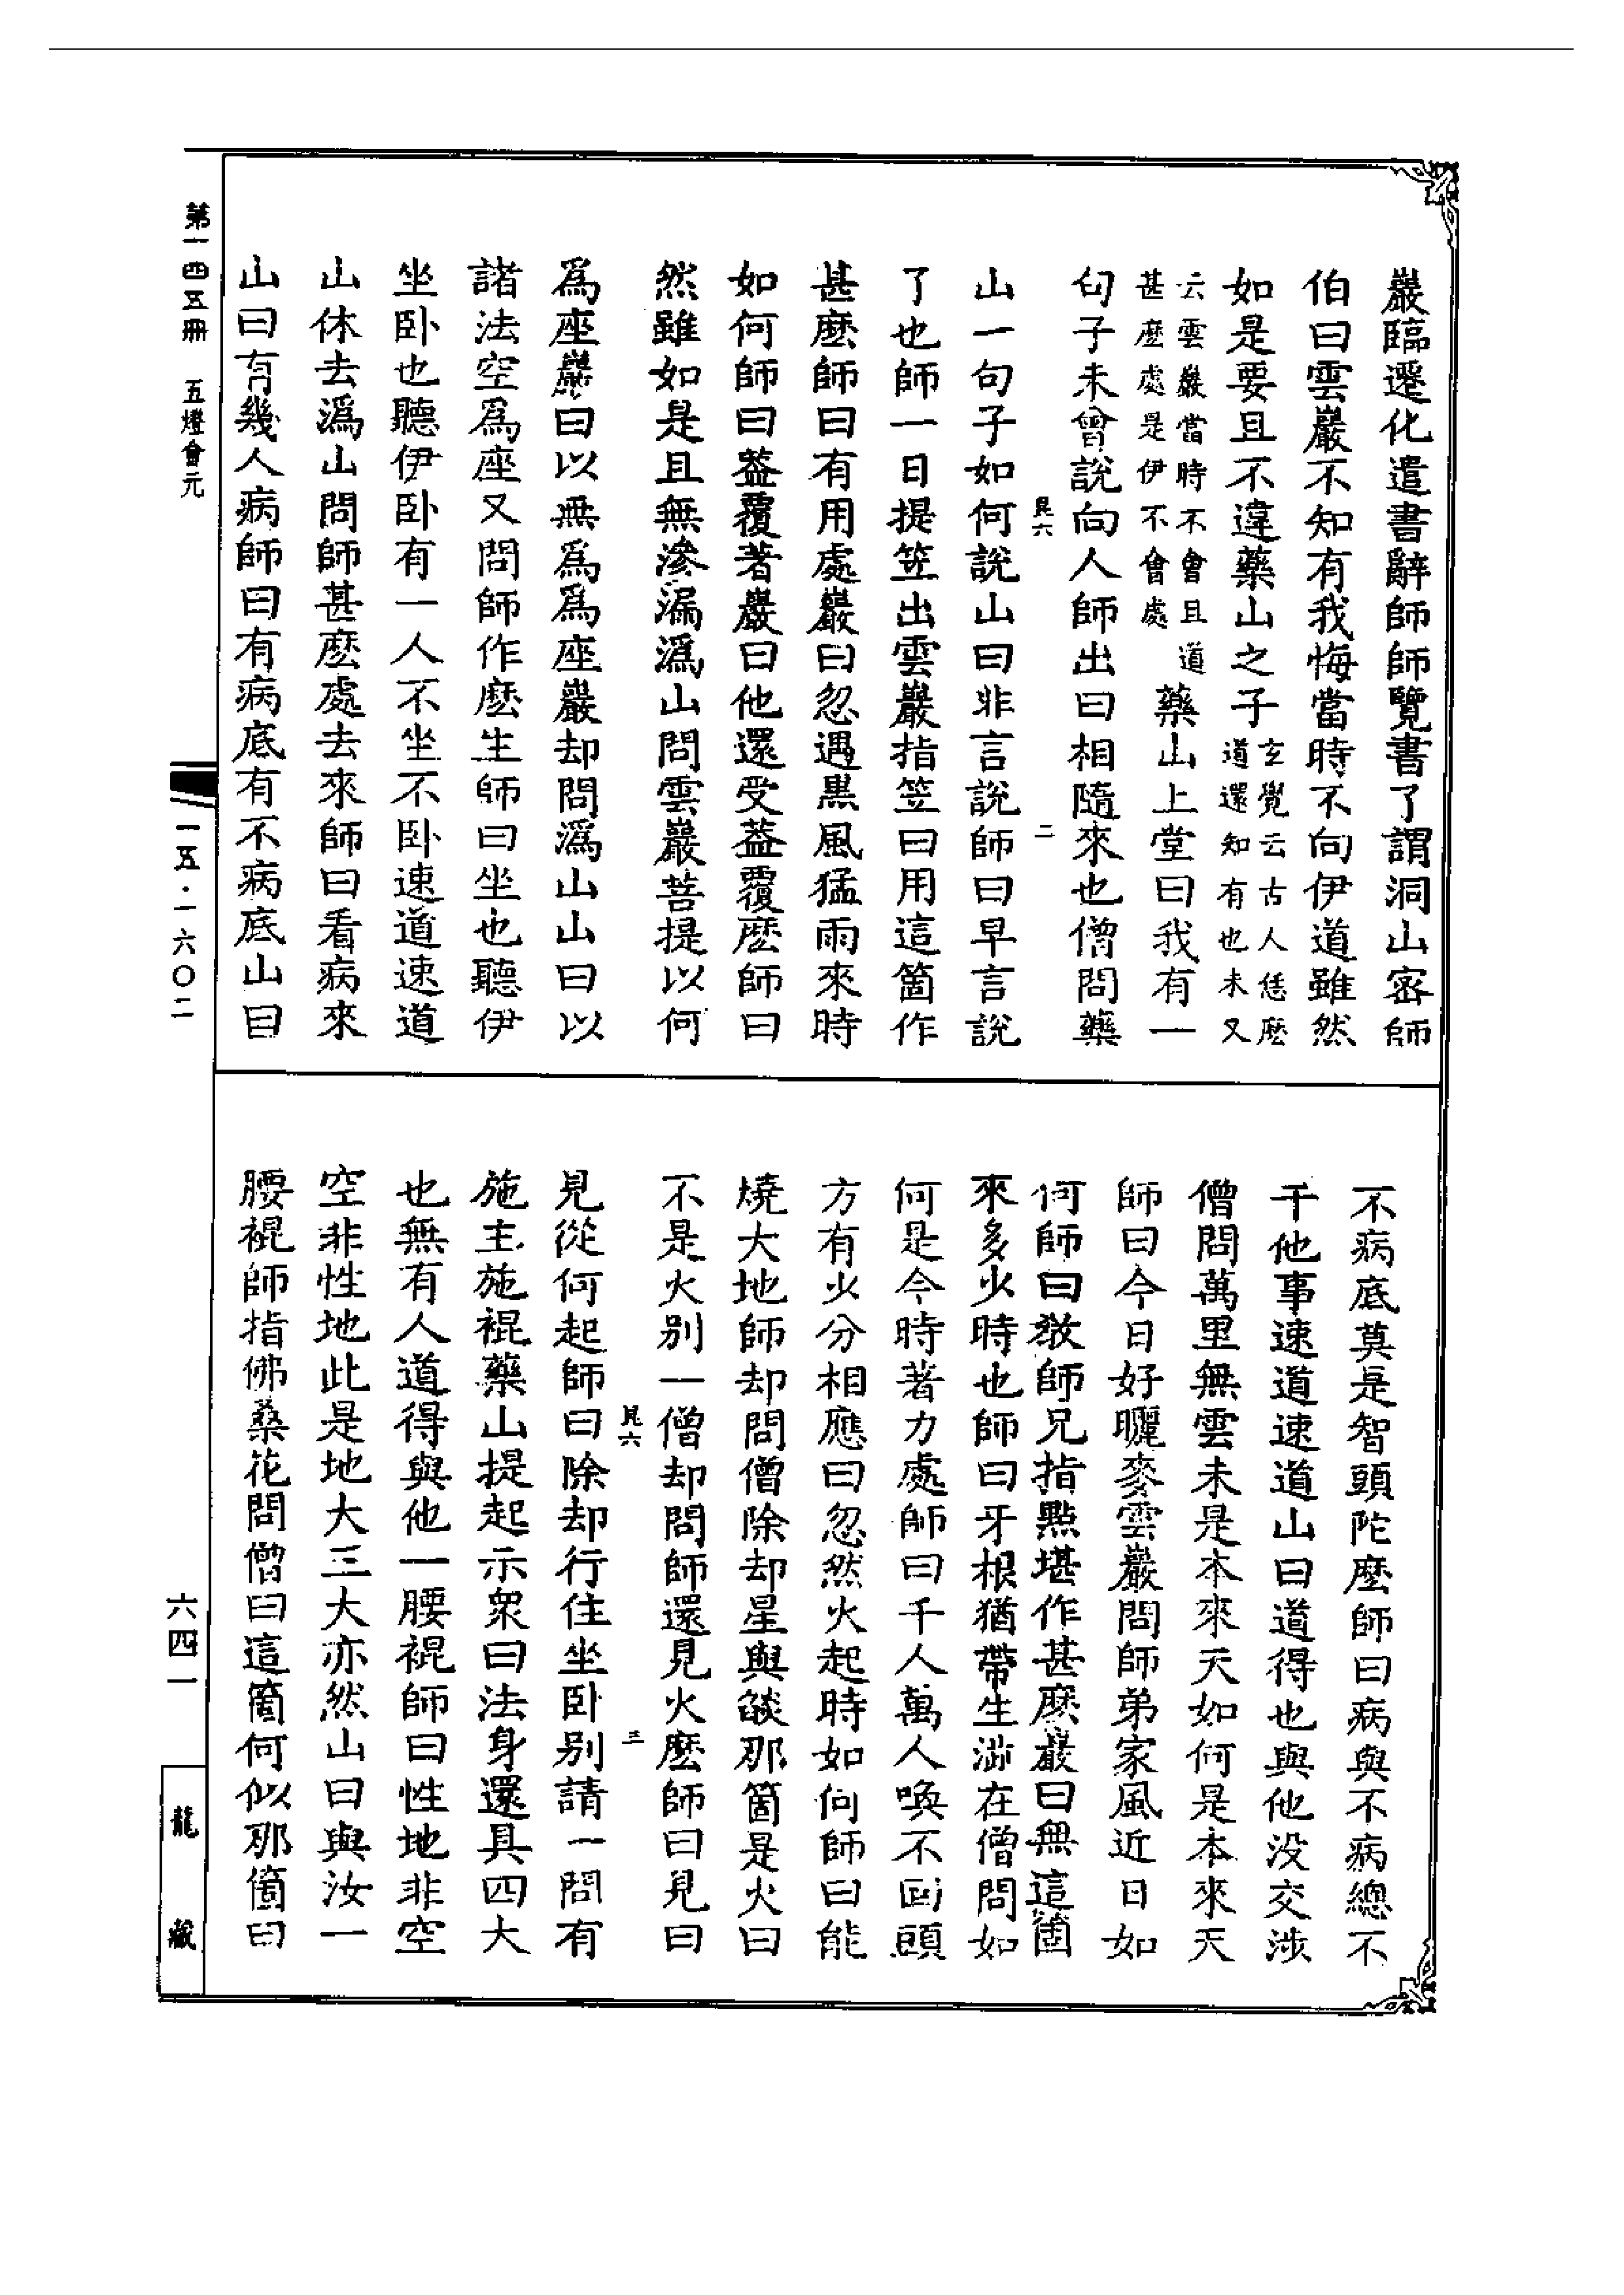 巖臨遷化遣書辭師師覽書了謂洞山密師
伯曰雲巖不知有我悔當時不向伊道雖然
如是要且不違藥山之子玄覺云古人恁麽道還知有也未又
云雲巖當時不會且道甚麽處是伊不會處藥山上堂曰我有一
句子未曾說向人師出曰相隨來也僧問藥
昆六 二
山一句子如何說山曰非言說師曰早言說
了也師一日提笠出雲巖指笠曰用這箇作
甚麽師曰有用處巖曰忽遇黒風猛雨來時
如何師曰葢覆著巖曰他還受葢覆麽師曰
然雖如是且無滲漏潙山問雲巖菩提以何
爲座巖曰以無爲爲座巖却問潙山山曰以
諸法空爲座又問師作麽生師曰坐也聽伊
坐卧也聽伊卧有一人不坐不卧速道速道
山休去潙山問師甚麽處去來師曰看病來
山曰有幾人病師曰有病底有不病底山曰
不病底莫是智頭陀麽師曰病與不病總不
干他事速道速道山曰道得也與他没交涉
僧問萬里無雲未是本來天如何是本來天
師曰今日好曬麥雲巖問師弟家風近日如
何師曰教師兄指點堪作甚麽巖曰無這箇
來多少時也師曰牙根猶帶生澁在僧問如
何是今時著力處師曰千人萬人喚不囘頭
方有少分相應曰忽然火起時如何師曰能
燒大地師却問僧除却星與燄那箇是火曰
不是火别一僧却問師還見火麽師曰見曰
昆六 三
見從何起師曰除却行住坐卧别請一問有
施主施裩藥山提起示衆曰法身還具四大
也無有人道得與他一腰裩師曰性地非空
空非性地此是地大三大亦然山曰與汝一
腰裩師指佛桑花問僧曰這箇何似那箇曰
第一四五冊 五燈會元
一五·一六〇二
六四一
龍藏